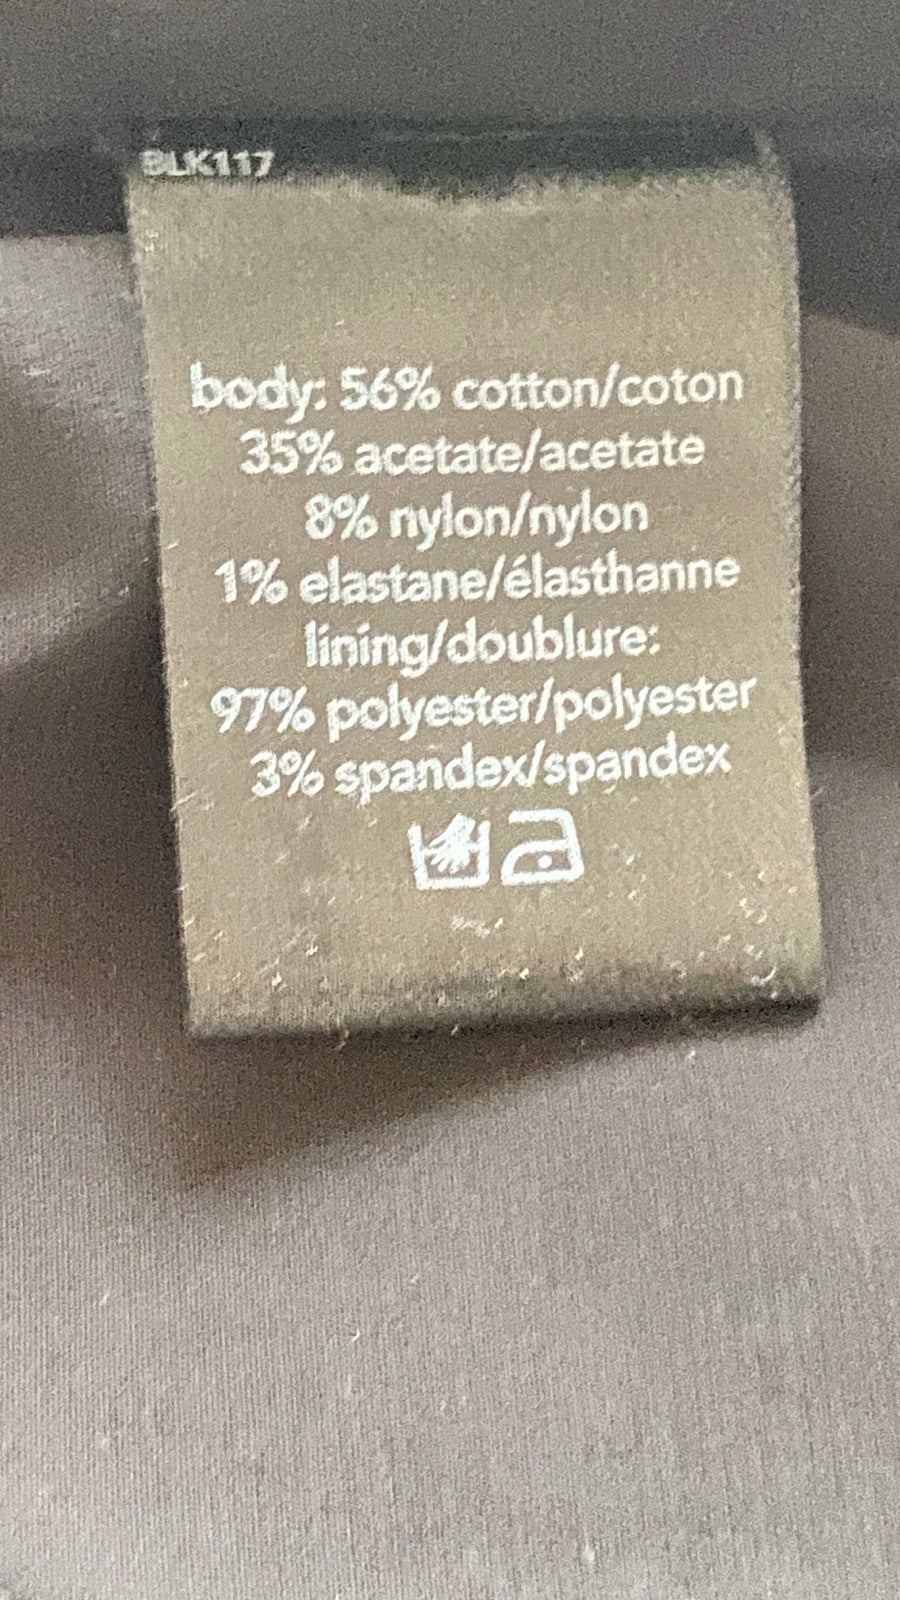 BLK117
body: 56% cotton/coton
35% acetate/acetate
8% nylon/nylon
1% elastane/élasthanne
lining/doublure:
97% polyester/polyester
3% spandex/spandex